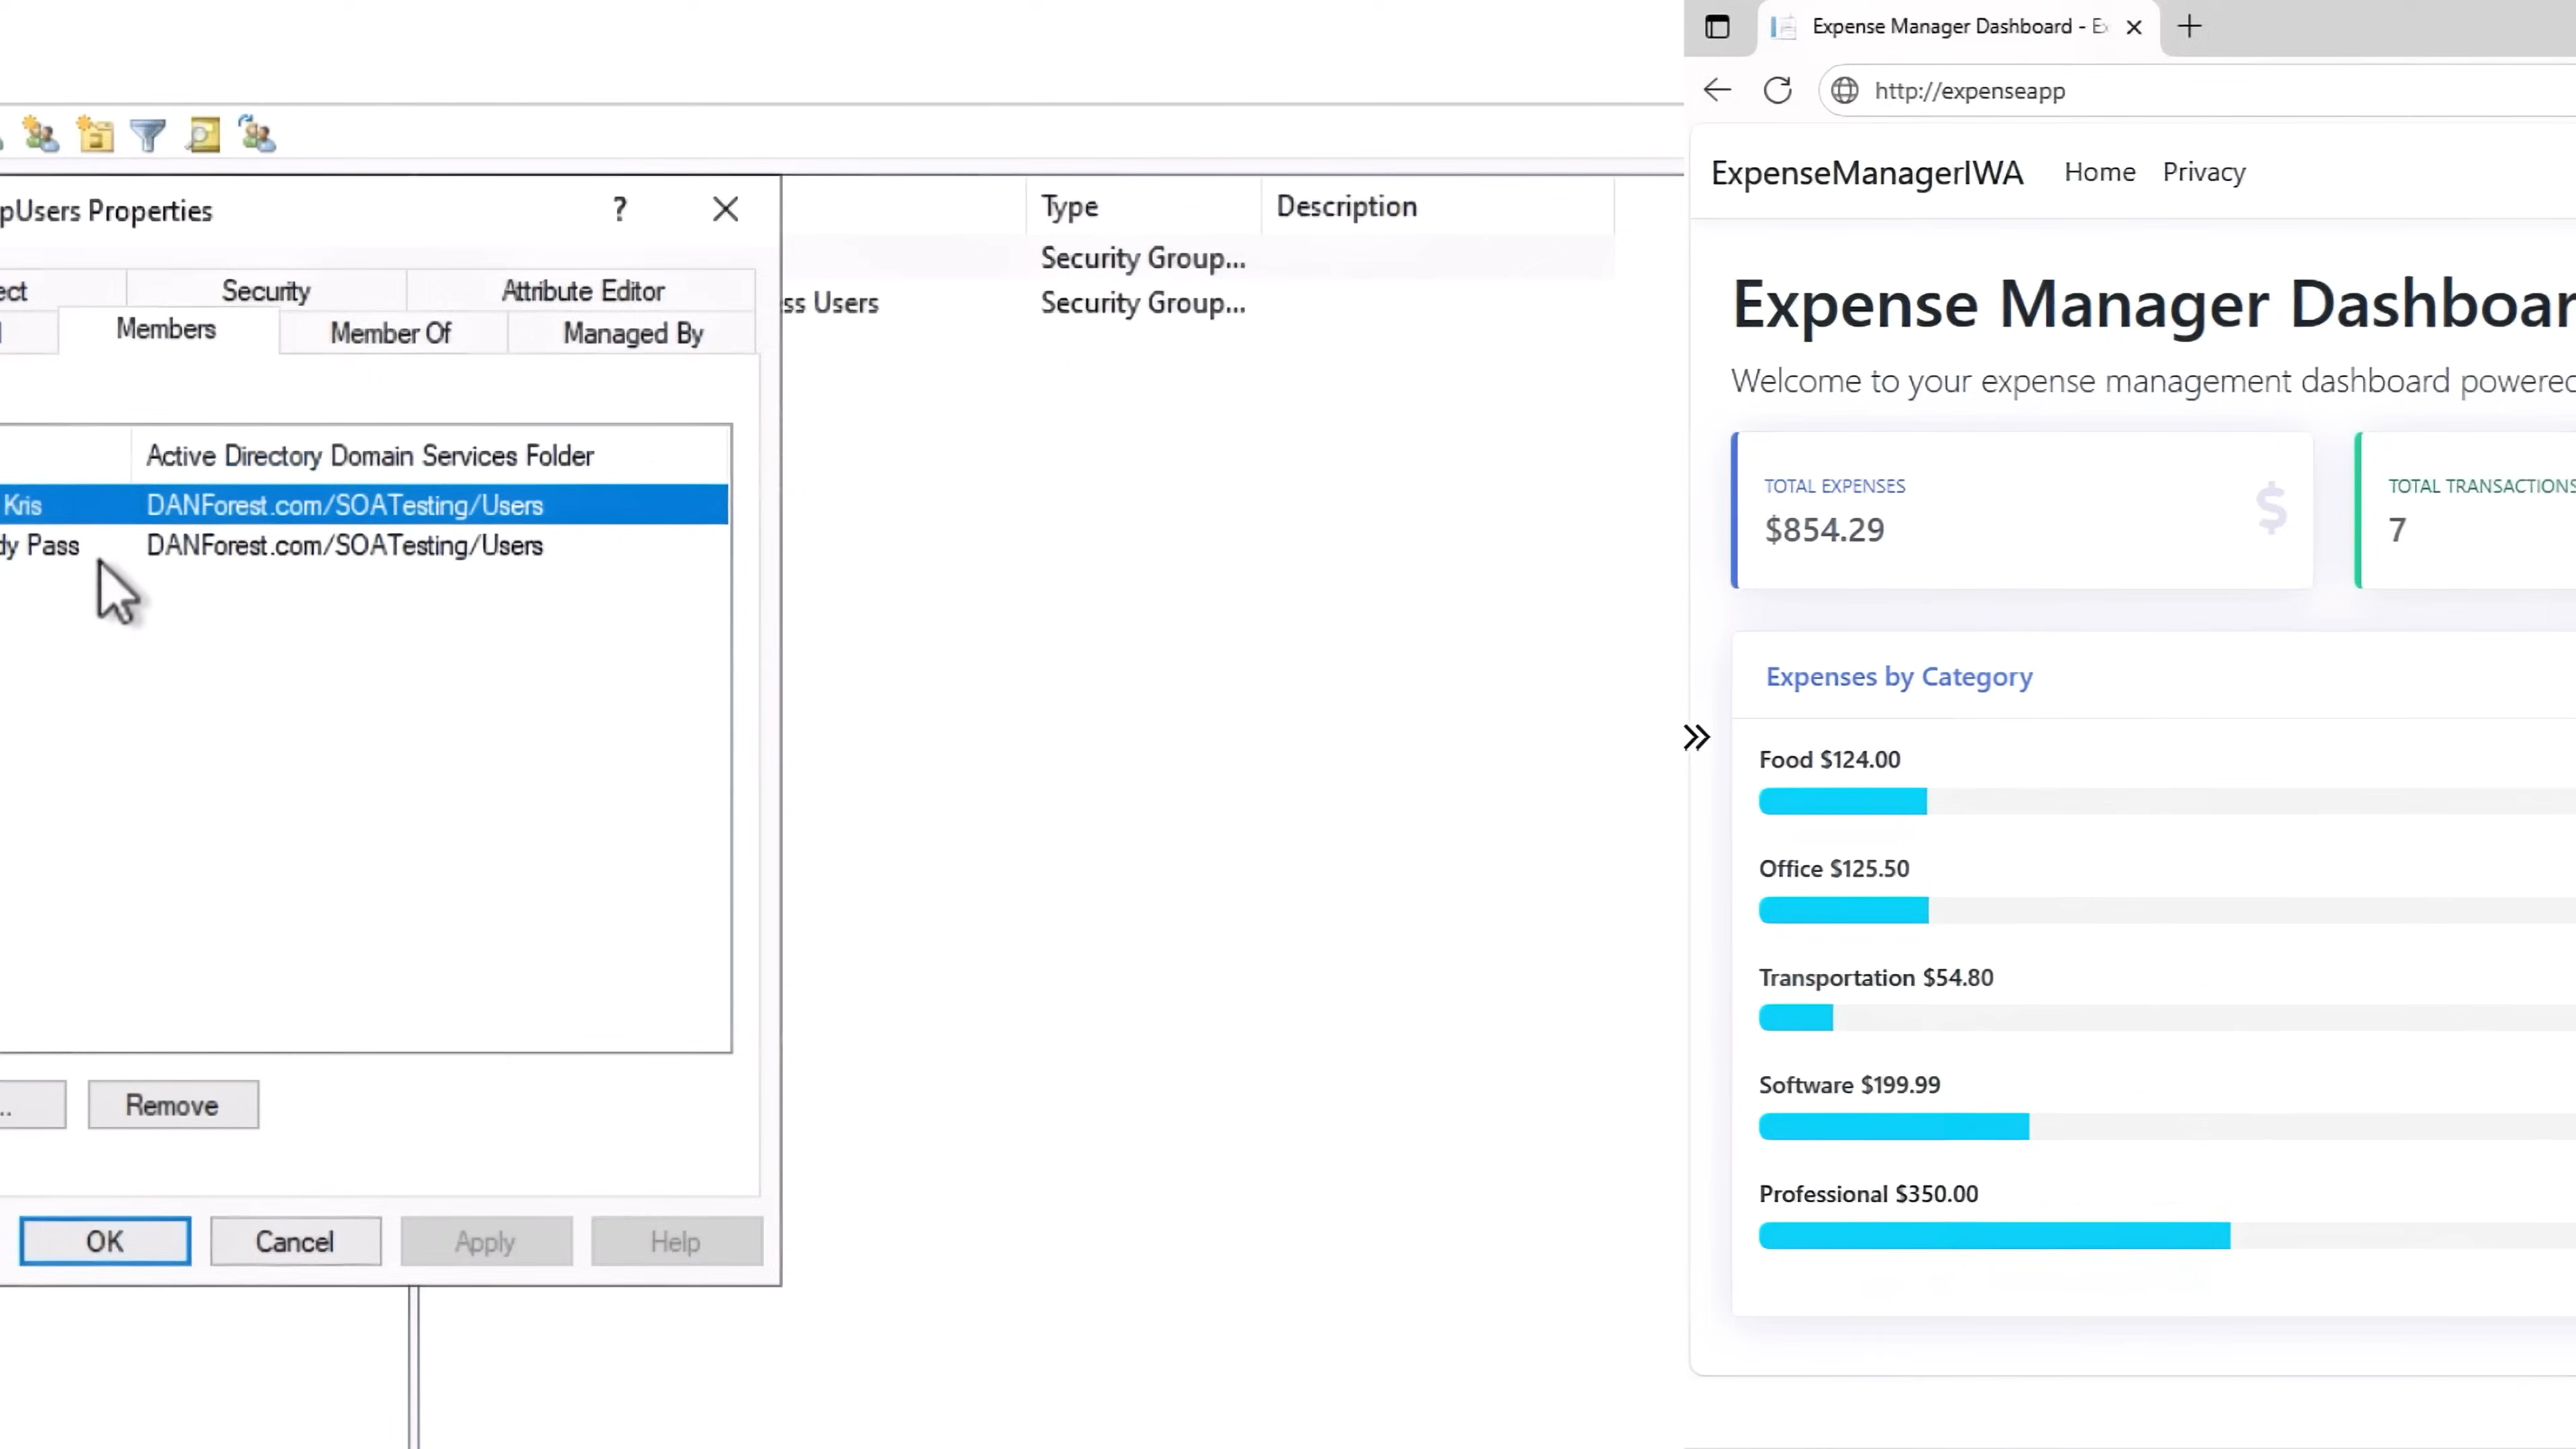 pUsers Properties
?
ect
Security
Attribute Editor
Members
Member Of
Managed By
Active Directory Domain Services Folder
Kris
DANForest.com/SOATesting/Users
dy Pass
DANForest.com/SOATesting/Users
..
Remove
OK
Cancel
Apply
Help
Type
Description
Security Group...
ss Users
Security Group...
Expense Manager Dashboard - Ex
http://expenseapp
ExpenseManagerIWA
Home
Privacy
Expense Manager Dashboar
Welcome to your expense management dashboard powered
TOTAL EXPENSES
$854.29
$
TOTAL TRANSACTIONS
7
Expenses by Category
Food $124.00
Office $125.50
Transportation $54.80
Software $199.99
Professional $350.00